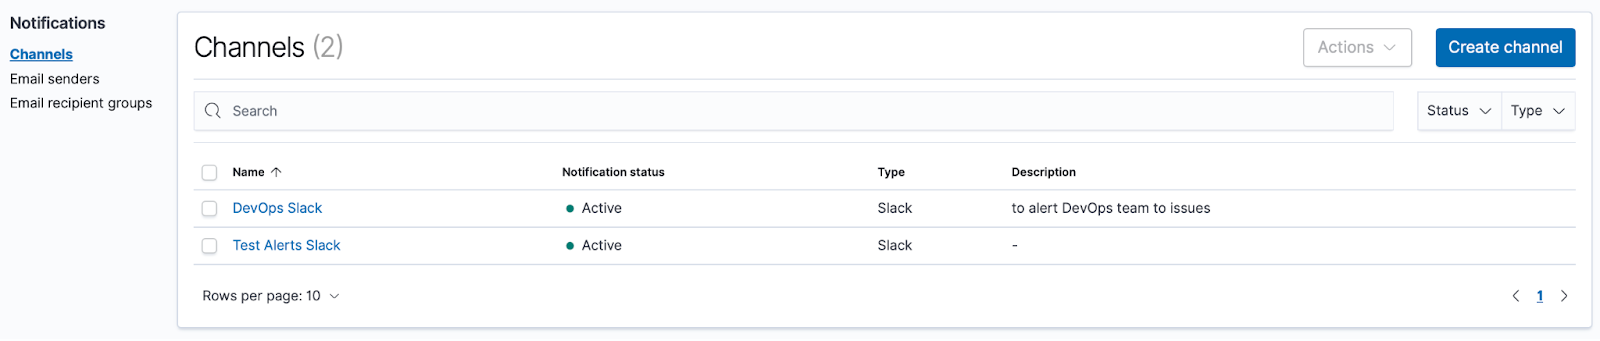 Notifications
Channels
Email senders
Email recipient groups
Channels (2)
Actions
Create channel
Search
Status
Type
Name Notification status Type Description
DevOps Slack Active Slack to alert DevOps team to issues
Test Alerts Slack Active Slack -
Rows per page: 10
1